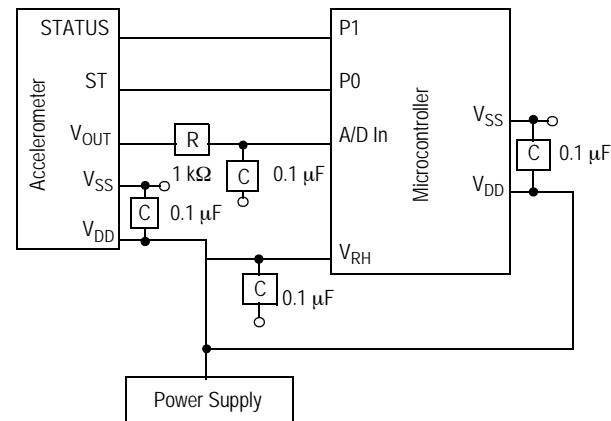 STATUS
ST
V_OUT
V_SS
V_DD
Accelerometer
R
1 kΩ
C
0.1 μF
C
0.1 μF
C
0.1 μF
P1
P0
A/D In
V_RH
Microcontroller
V_SS
V_DD
C
0.1 μF
Power Supply